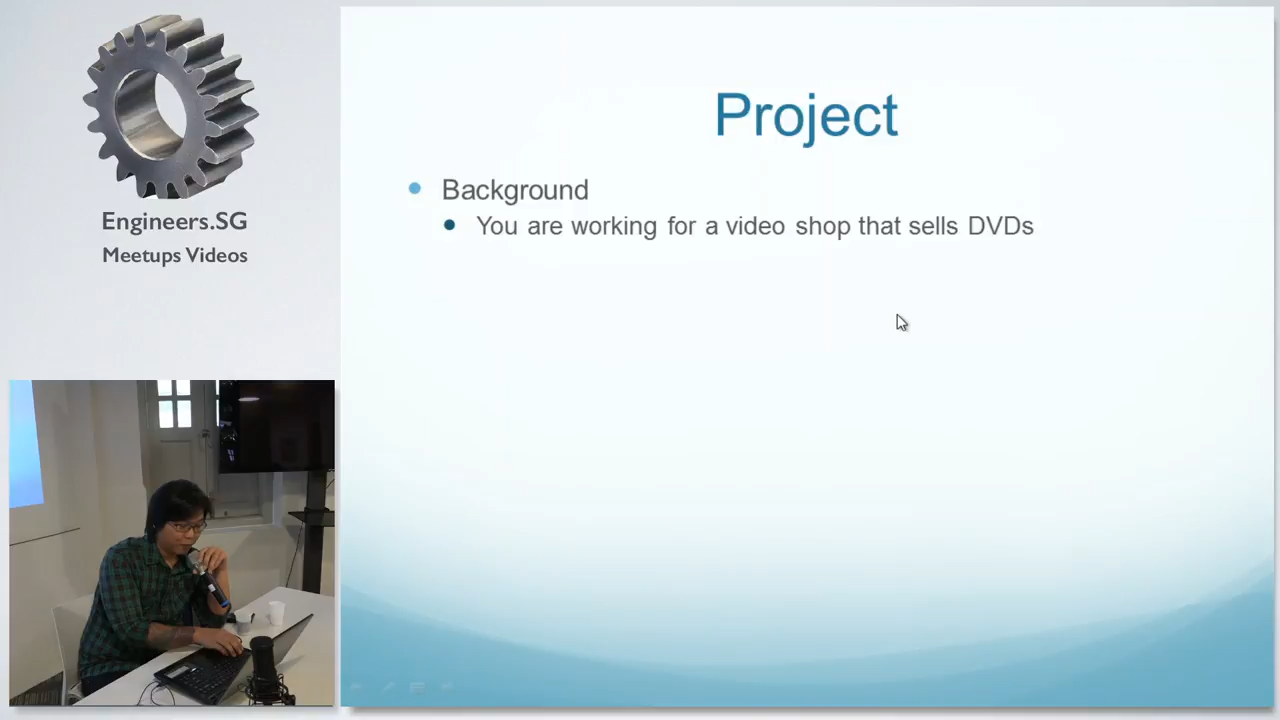 Engineers.SG
Meetups Videos
Project
Background
You are working for a video shop that sells DVDs